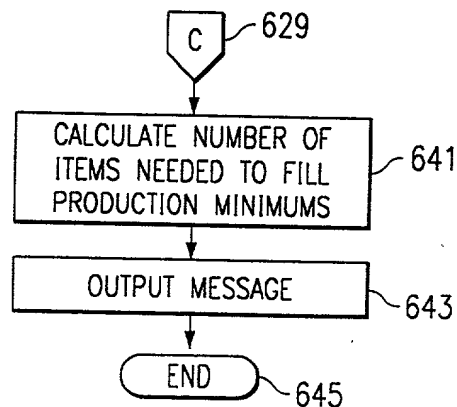 C
629
CALCULATE NUMBER OF
ITEMS NEEDED TO FILL
PRODUCTION MINIMUMS
641
OUTPUT MESSAGE
643
END
645